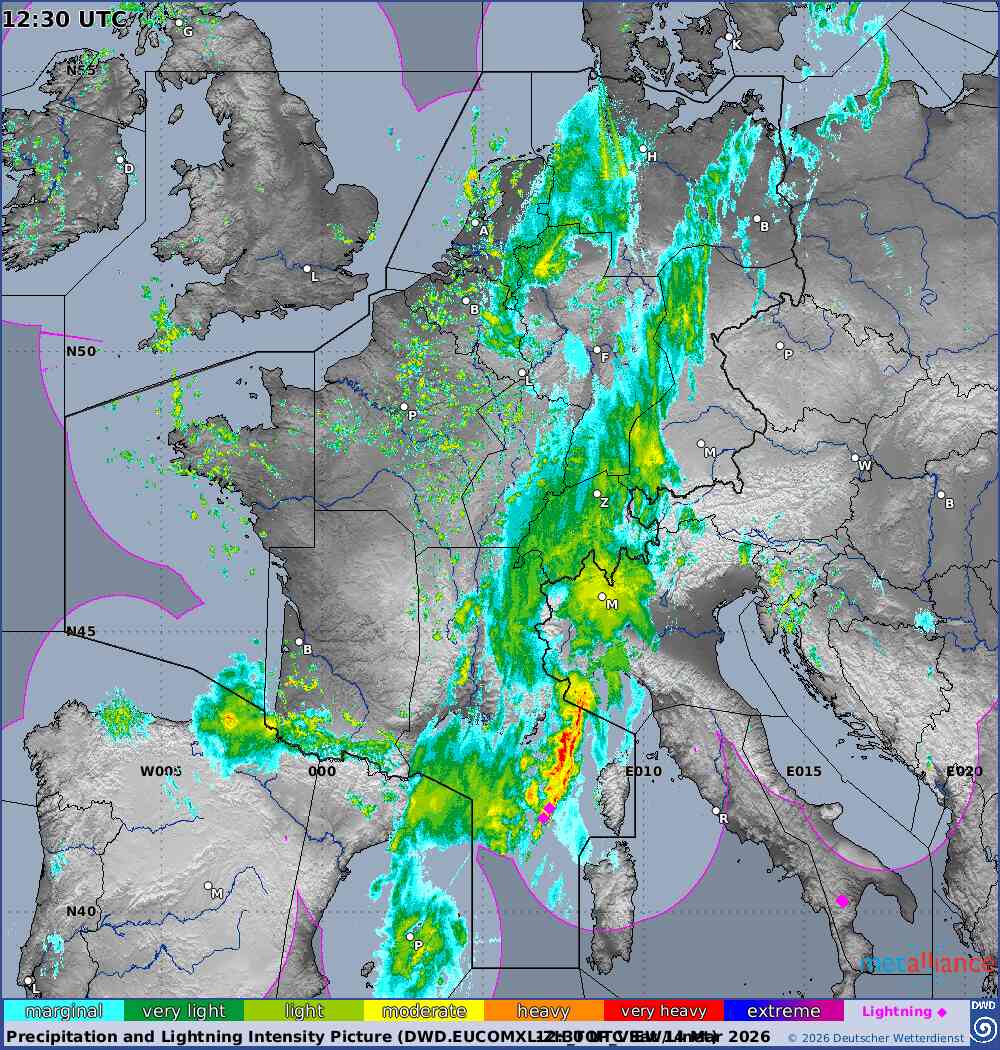 12:30 UTC
G
K
N55
H
D
A
B
L
B
N50
P
F
L
P
M
W
Z
B
M
N45
B
W005
000
E010
E015
E020
R
M
N40
P
L
metalliance
marginal
very light
light
moderate
heavy
very heavy
extreme
Lightning
DWD
Precipitation and Lightning Intensity Picture
2026
© 2026 Deutscher Wetterdienst